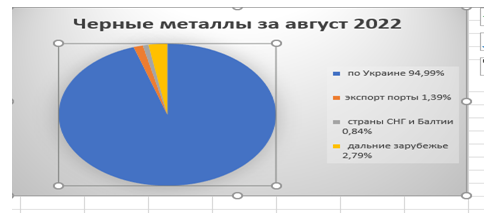 Черные металлы за август 2022
по Украине 94,99%
экспорт порты 1,39%
страны СНГ и Балтии
0,84%
дальние зарубежье
2,79%